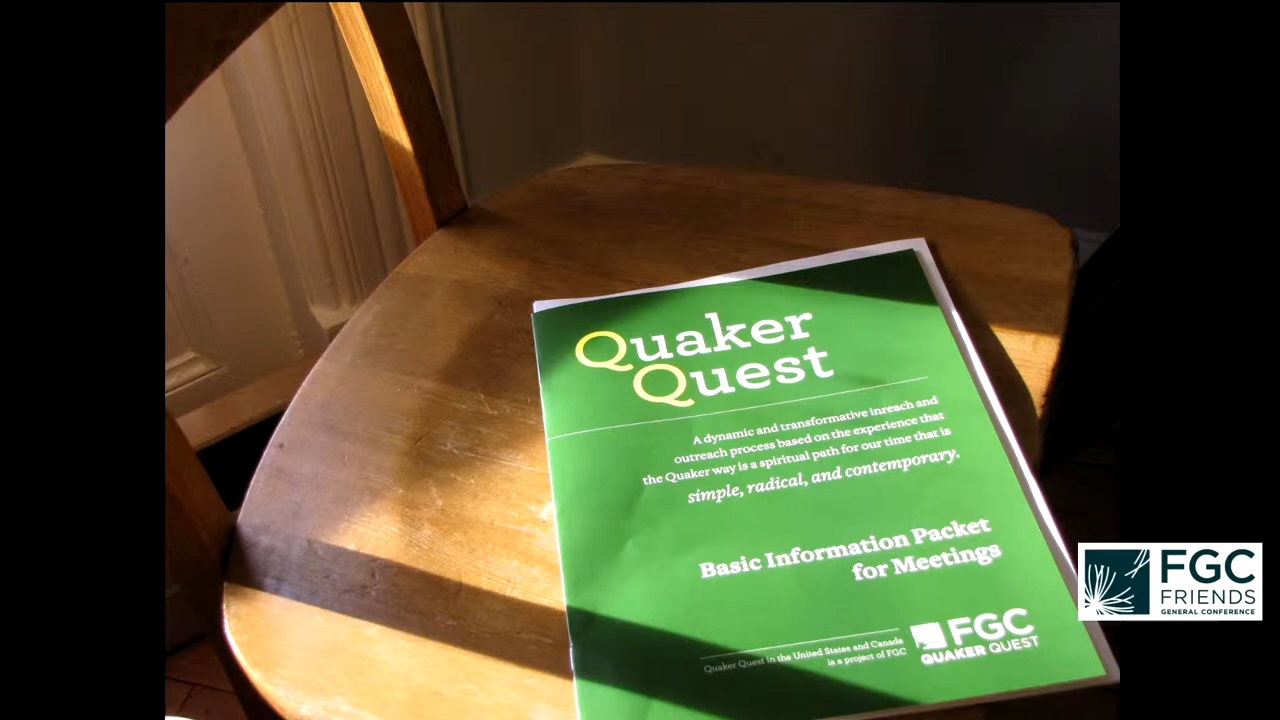 Quaker
Quest
A dynamic and transformative inreach and
outreach process based on the experience that
the Quaker way is a spiritual path for our time that is
simple, radical, and contemporary.
Basic Information Packet
for Meetings
Quaker Quest in the United States and Canada
is a project of FGC
FGC
QUAKER QUEST
FGC
FRIENDS
GENERAL CONFERENCE